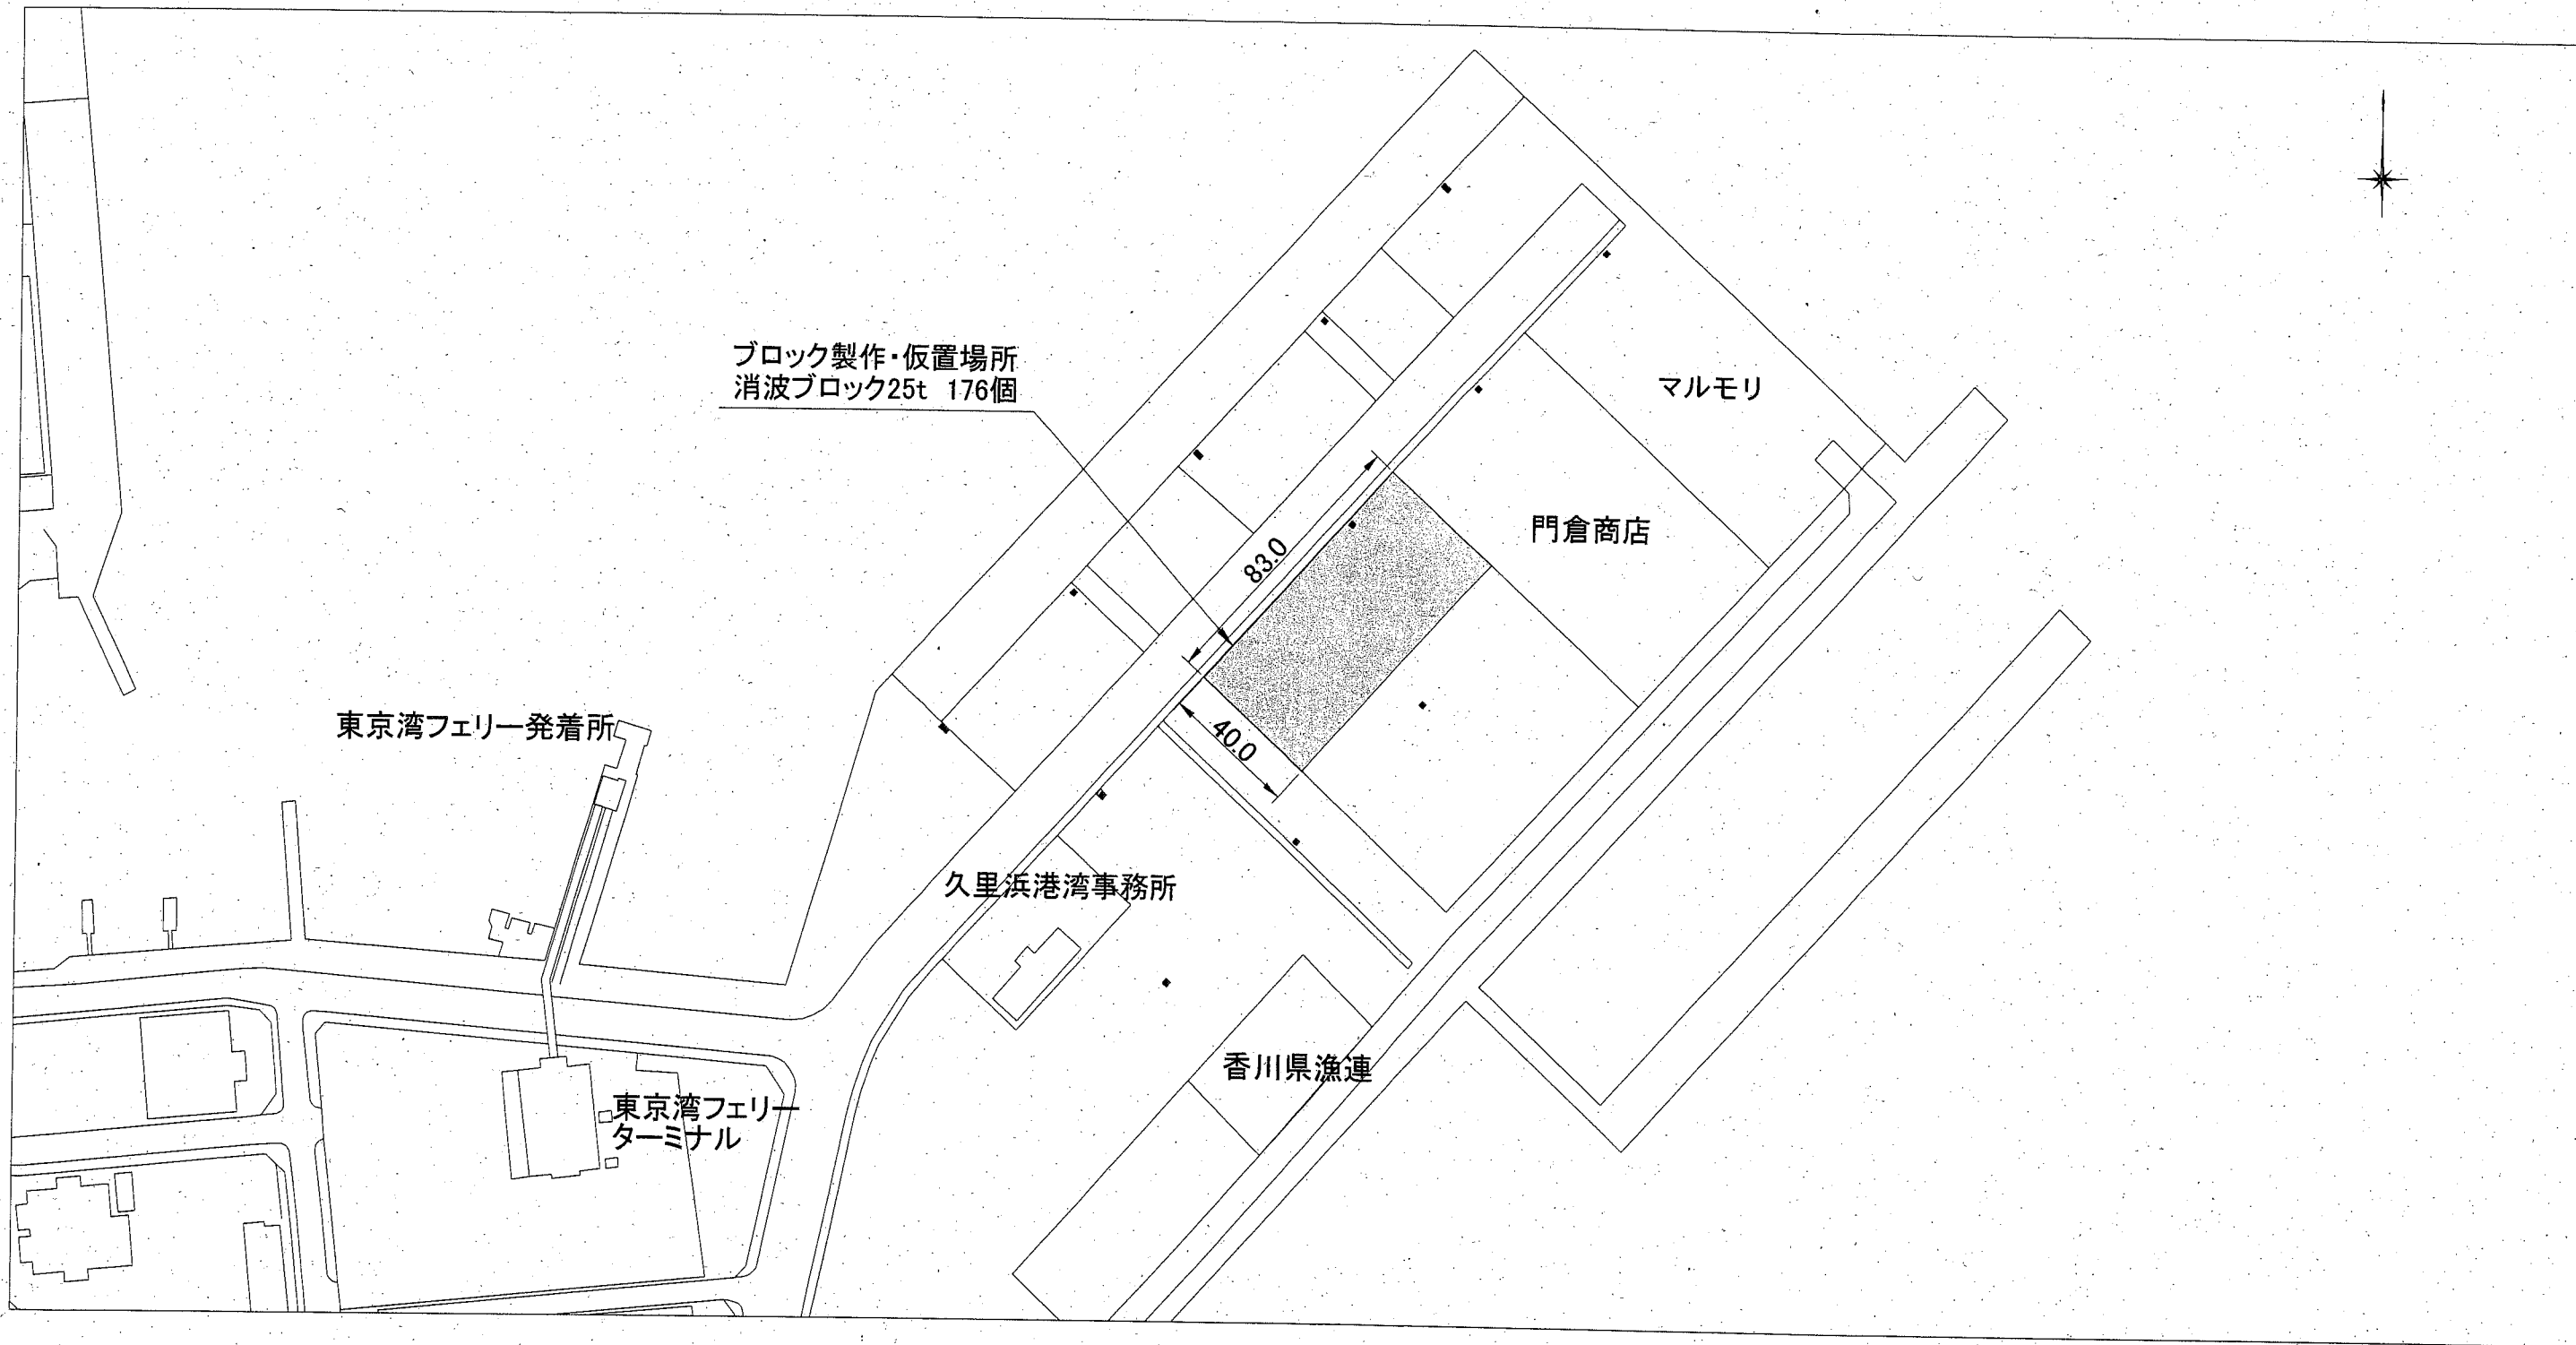 ブロック製作・仮置場所
消波ブロック25t 176個
マルモリ
門倉商店
83.0
40.0
東京湾フェリー発着所
久里浜港湾事務所
香川県漁連
東京湾フェリー
ターミナル